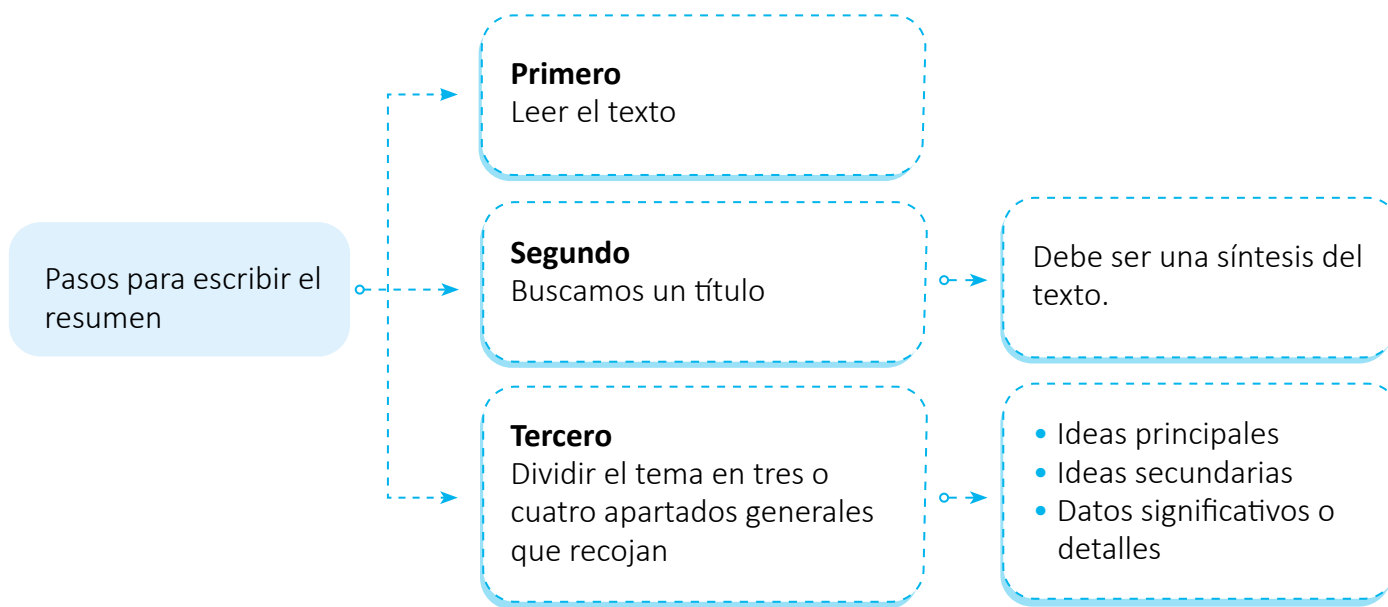 Pasos para escribir el
resumen
Primero
Leer el texto
Segundo
Buscamos un título
Debe ser una síntesis del
texto.
Tercero
Dividir el tema en tres o
cuatro apartados generales
que recojan
• Ideas principales
• Ideas secundarias
• Datos significativos o
detalles